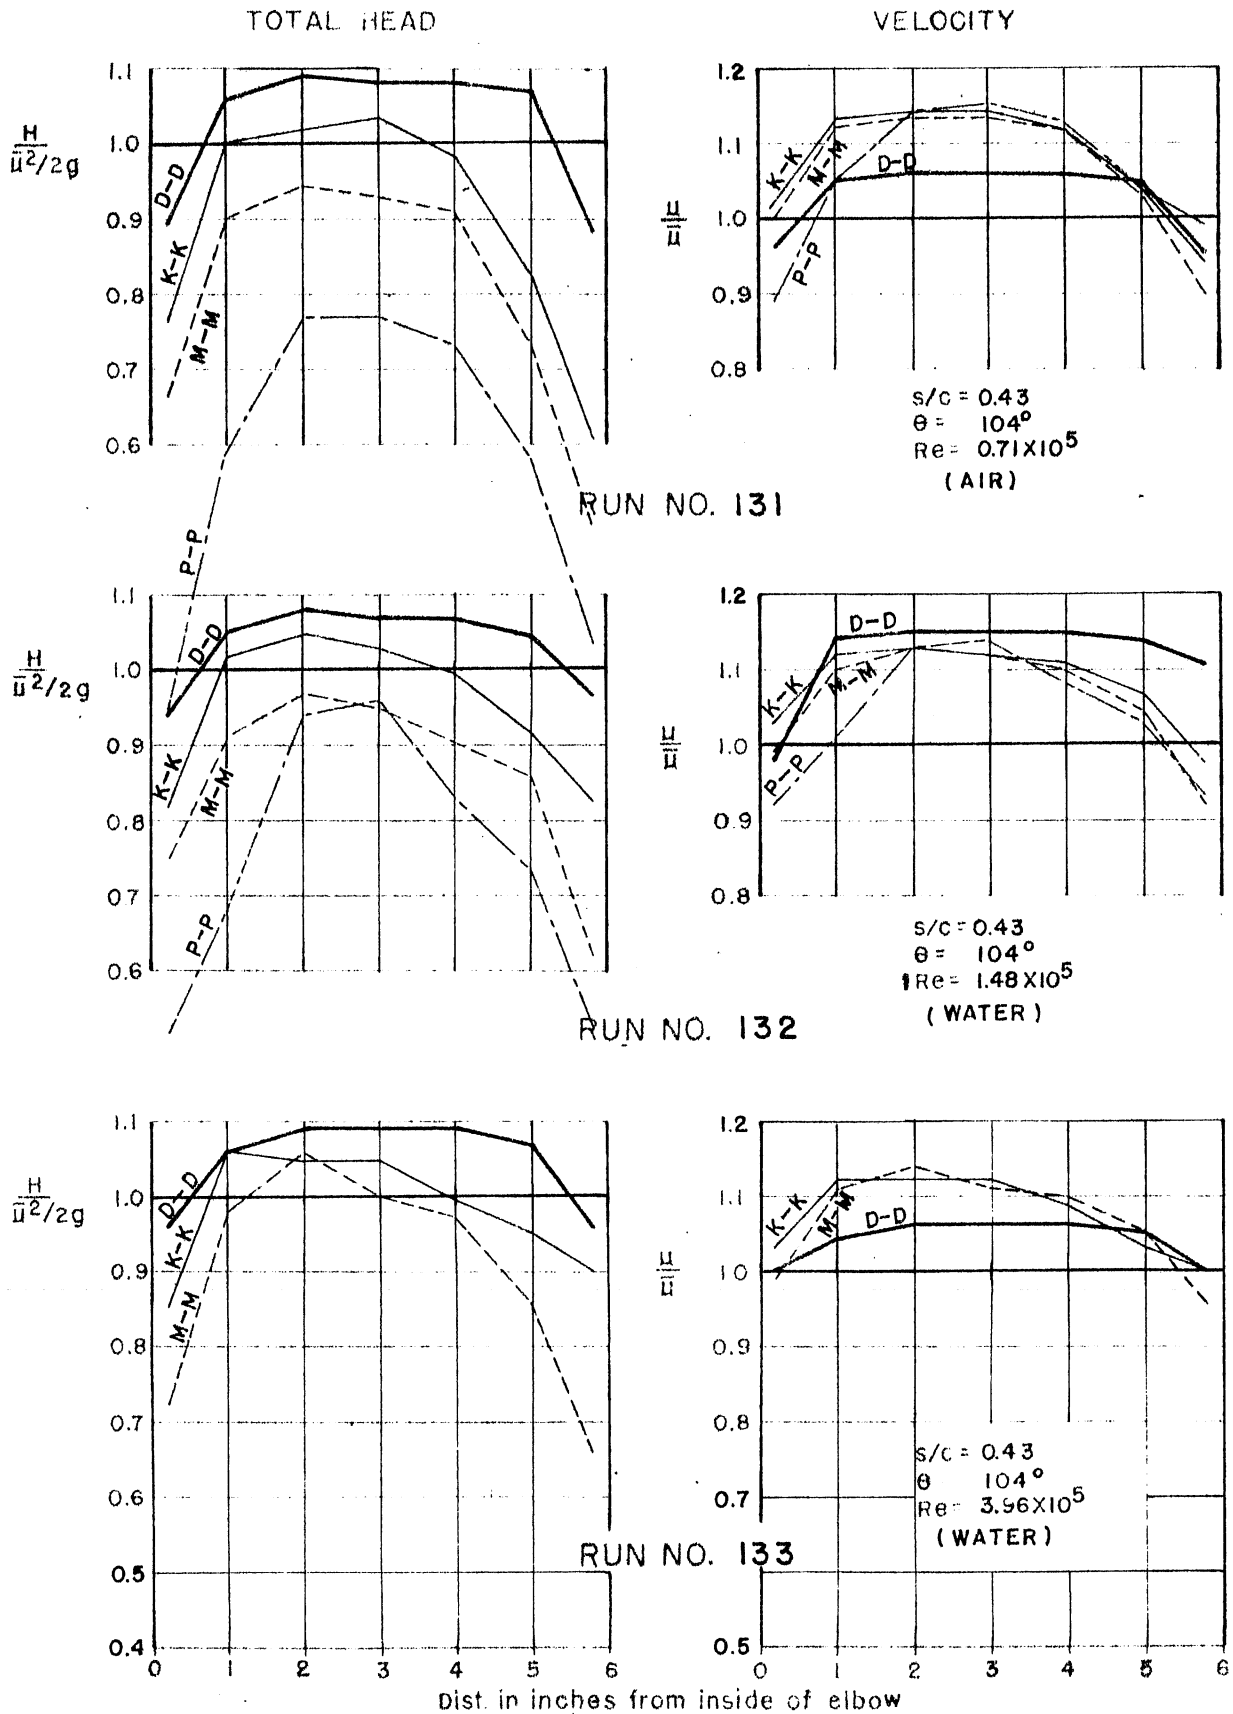 TOTAL HEAD
VELOCITY
H
ū²/2g
1.1
1.0
0.9
0.8
0.7
0.6
D-D
K-K
M-M
P-P
1.2
1.1
1.0
0.9
0.8
u
ū
K-K
M-M
D-D
P-P
s/c = 0.43
θ = 104°
Re = 0.71X10⁵
(AIR)
RUN NO. 131
H
ū²/2g
1.1
1.0
0.9
0.8
0.7
0.6
D-D
K-K
M-M
P-P
1.2
1.1
1.0
0.9
0.8
u
ū
D-D
K-K
M-M
P-P
s/c = 0.43
θ = 104°
Re = 1.48X10⁵
(WATER)
RUN NO. 132
H
ū²/2g
1.1
1.0
0.9
0.8
0.7
0.6
0.5
0.4
D-D
K-K
M-M
0 1 2 3 4 5 6
1.2
1.1
1.0
0.9
0.8
0.7
0.5
u
ū
K-K
M-M
D-D
s/c = 0.43
θ 104°
Re = 3.96X10⁵
(WATER)
0 1 2 3 4 5 6
RUN NO. 133
Dist. in inches from inside of elbow